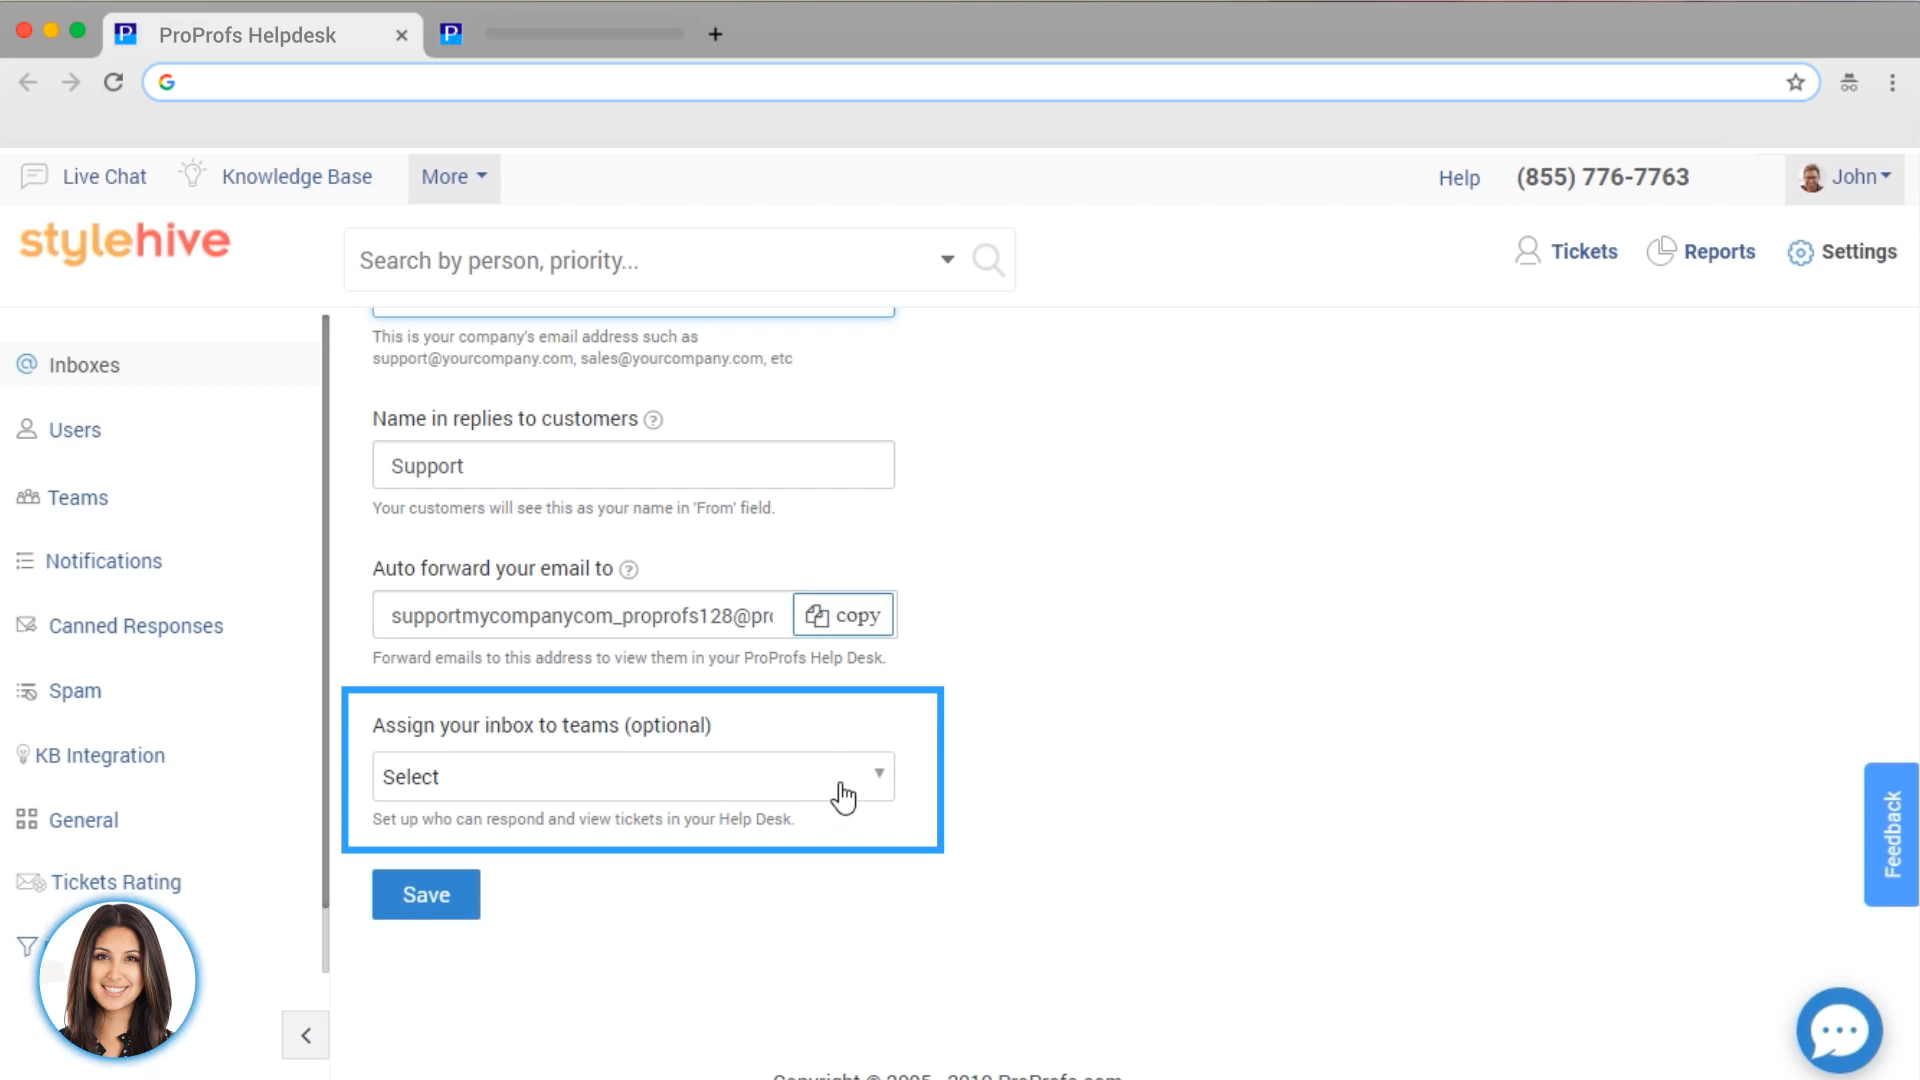 ProProfs Helpdesk
Live Chat
Knowledge Base
More
Help
(855) 776-7763
John
stylehive
Search by person, priority...
Tickets
Reports
Settings
Inboxes
Users
Teams
Notifications
Canned Responses
Spam
KB Integration
General
Tickets Rating
This is your company's email address such as
support@yourcompany.com, sales@yourcompany.com, etc
Name in replies to customers ?
Support
Your customers will see this as your name in 'From' field.
Auto forward your email to ?
supportmycompanycom_proprofs128@pro
copy
Forward emails to this address to view them in your ProProfs Help Desk.
Assign your inbox to teams (optional)
Select
Set up who can respond and view tickets in your Help Desk.
Save
Feedback
Copyright © 2005 - 2019 ProProfs.com